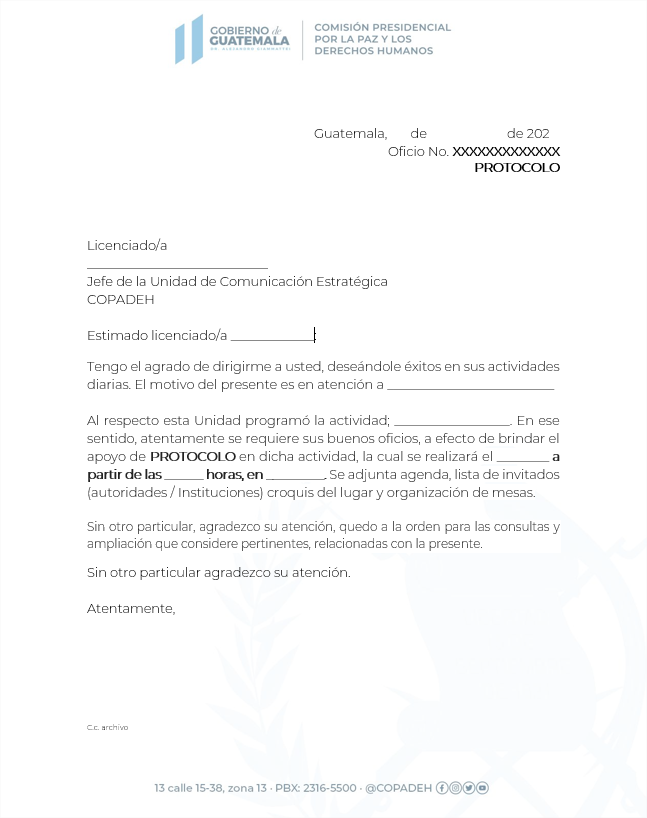 GOBIERNO de
GUATEMALA
DR. ALEJANDRO GIAMMATTEI
COMISIÓN PRESIDENCIAL
POR LA PAZ Y LOS
DERECHOS HUMANOS
Guatemala, de de 202
Oficio No. XXXXXXXXXXXXX
PROTOCOLO
Licenciado/a
_________________________
Jefe de la Unidad de Comunicación Estratégica
COPADEH
Estimado licenciado/a ____________:
Tengo el agrado de dirigirme a usted, deseándole éxitos en sus actividades
diarias. El motivo del presente es en atención a _______________________
Al respecto esta Unidad programó la actividad; ________________. En ese
sentido, atentamente se requiere sus buenos oficios, a efecto de brindar el
apoyo de PROTOCOLO en dicha actividad, la cual se realizará el _______ a
partir de las ______ horas, en ________. Se adjunta agenda, lista de invitados
(autoridades / Instituciones) croquis del lugar y organización de mesas.
Sin otro particular, agradezco su atención, quedo a la orden para las consultas y
ampliación que considere pertinentes, relacionadas con la presente.
Sin otro particular agradezco su atención.
Atentamente,
C.c. archivo
13 calle 15-38, zona 13 · PBX: 2316-5500 · @COPADEH